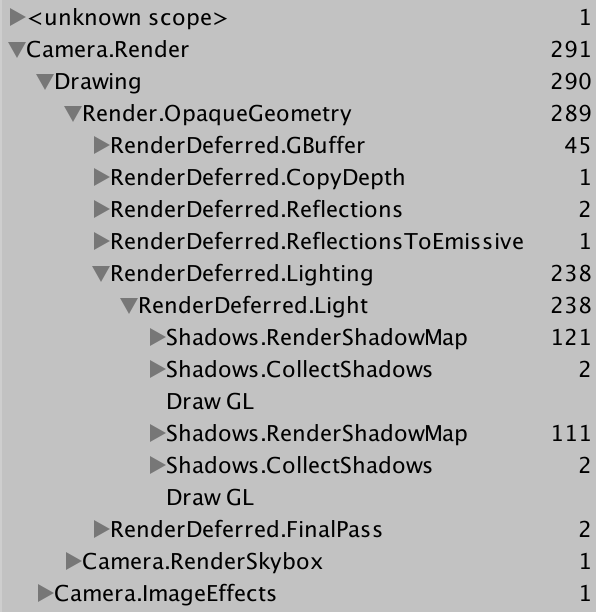 <unknown scope> 1
Camera.Render 291
Drawing 290
Render.OpaqueGeometry 289
RenderDeferred.GBuffer 45
RenderDeferred.CopyDepth 1
RenderDeferred.Reflections 2
RenderDeferred.ReflectionsToEmissive 1
RenderDeferred.Lighting 238
RenderDeferred.Light 238
Shadows.RenderShadowMap 121
Shadows.CollectShadows 2
Draw GL
Shadows.RenderShadowMap 111
Shadows.CollectShadows 2
Draw GL
RenderDeferred.FinalPass 2
Camera.RenderSkybox 1
Camera.ImageEffects 1